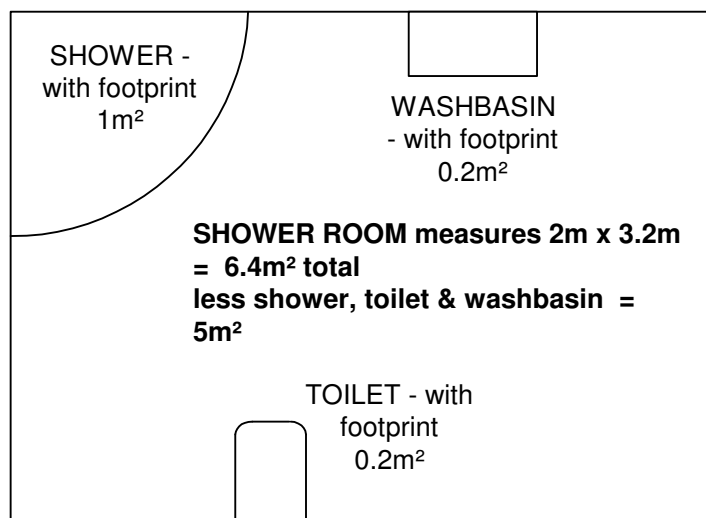 SHOWER -
with footprint
1m²
WASHBASIN
- with footprint
0.2m²
SHOWER ROOM measures 2m x 3.2m
= 6.4m² total
less shower, toilet & washbasin =
5m²
TOILET - with
footprint
0.2m²